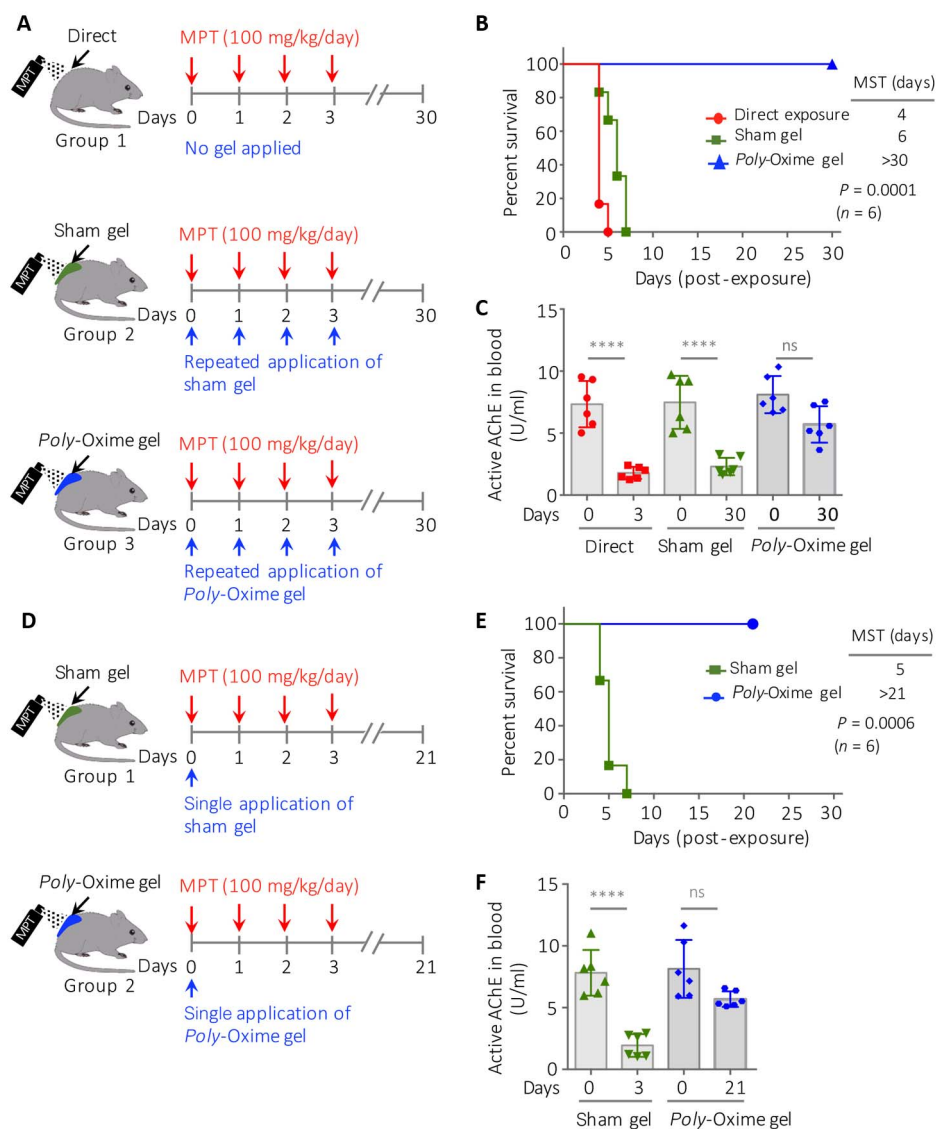 A
Direct
MPT
Group 1
MPT (100 mg/kg/day)
Days 0 1 2 3 30
No gel applied
Sham gel
MPT
Group 2
MPT (100 mg/kg/day)
Days 0 1 2 3 30
Repeated application of
sham gel
Poly-Oxime gel
MPT
Group 3
MPT (100 mg/kg/day)
Days 0 1 2 3 30
Repeated application of
Poly-Oxime gel
B
Percent survival
100
80
60
40
20
0
0 5 10 15 20 25 30
Days (post-exposure)
MST (days)
Direct exposure 4
Sham gel 6
Poly-Oxime gel >30
P = 0.0001
(n = 6)
C
Active AChE in blood
(U/ml)
15
10
5
0
**** **** ns
Days 0 3 0 30 0 30
Direct Sham gel Poly-Oxime gel
D
Sham gel
MPT
Group 1
MPT (100 mg/kg/day)
Days 0 1 2 3 21
Single application of
sham gel
Poly-Oxime gel
MPT
Group 2
MPT (100 mg/kg/day)
Days 0 1 2 3 21
Single application of
Poly-Oxime gel
E
Percent survival
100
80
60
40
20
0
0 5 10 15 20 25 30
Days (post-exposure)
MST (days)
Sham gel 5
Poly-Oxime gel >21
P = 0.0006
(n = 6)
F
Active AChE in blood
(U/ml)
15
10
5
0
**** ns
Days 0 3 0 21
Sham gel Poly-Oxime gel